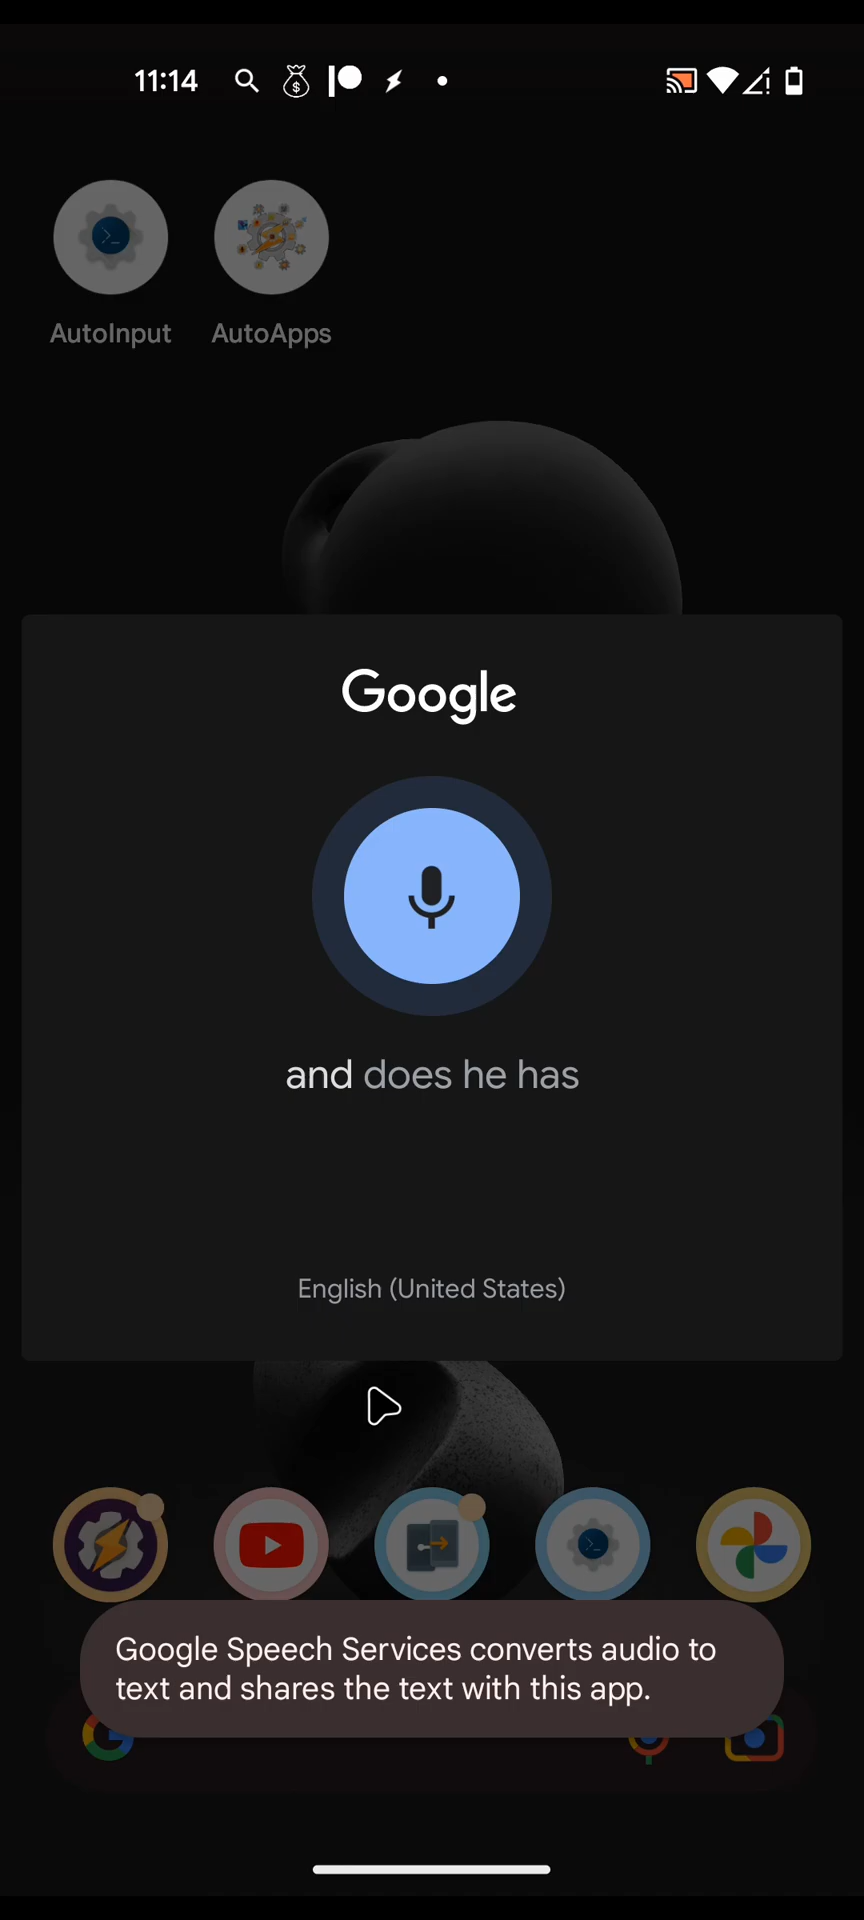 11:14
AutoInput AutoApps
Google
and does he has
English (United States)
Google Speech Services converts audio to
text and shares the text with this app.